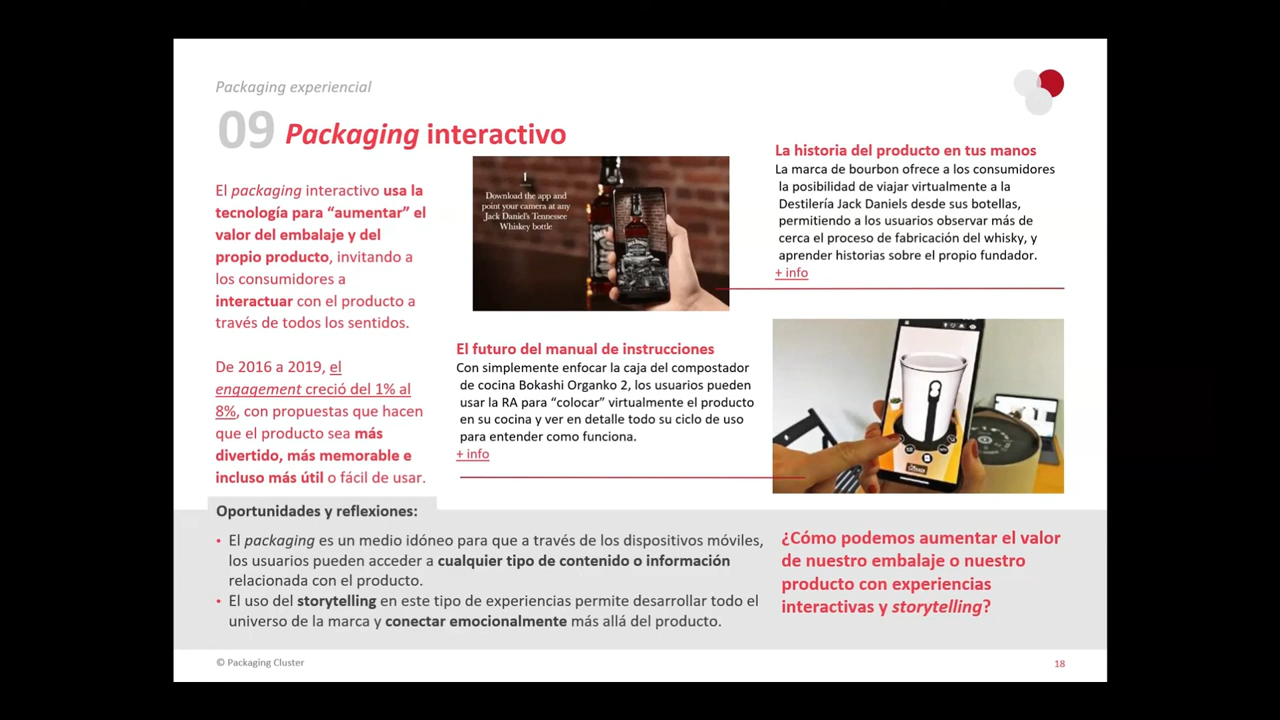 Packaging experiencial
09 Packaging interactivo
El packaging interactivo usa la
tecnología para “aumentar” el
valor del embalaje y del
propio producto, invitando a
los consumidores a
interactuar con el producto a
través de todos los sentidos.
De 2016 a 2019, el
engagement creció del 1% al
8%, con propuestas que hacen
que el producto sea más
divertido, más memorable e
incluso más útil o fácil de usar.
1
Download the app and
point your camera at any
Jack Daniel's Tennessee
Whiskey bottle
La historia del producto en tus manos
La marca de bourbon ofrece a los consumidores
la posibilidad de viajar virtualmente a la
Destilería Jack Daniels desde sus botellas,
permitiendo a los usuarios observar más de
cerca el proceso de fabricación del whisky, y
aprender historias sobre el propio fundador.
+ info
El futuro del manual de instrucciones
Con simplemente enfocar la caja del compostador
de cocina Bokashi Organko 2, los usuarios pueden
usar la RA para “colocar” virtualmente el producto
en su cocina y ver en detalle todo su ciclo de uso
para entender como funciona.
+ info
Oportunidades y reflexiones:
• El packaging es un medio idóneo para que a través de los dispositivos móviles,
los usuarios pueden acceder a cualquier tipo de contenido o información
relacionada con el producto.
• El uso del storytelling en este tipo de experiencias permite desarrollar todo el
universo de la marca y conectar emocionalmente más allá del producto.
¿Cómo podemos aumentar el valor
de nuestro embalaje o nuestro
producto con experiencias
interactivas y storytelling?
© Packaging Cluster
18